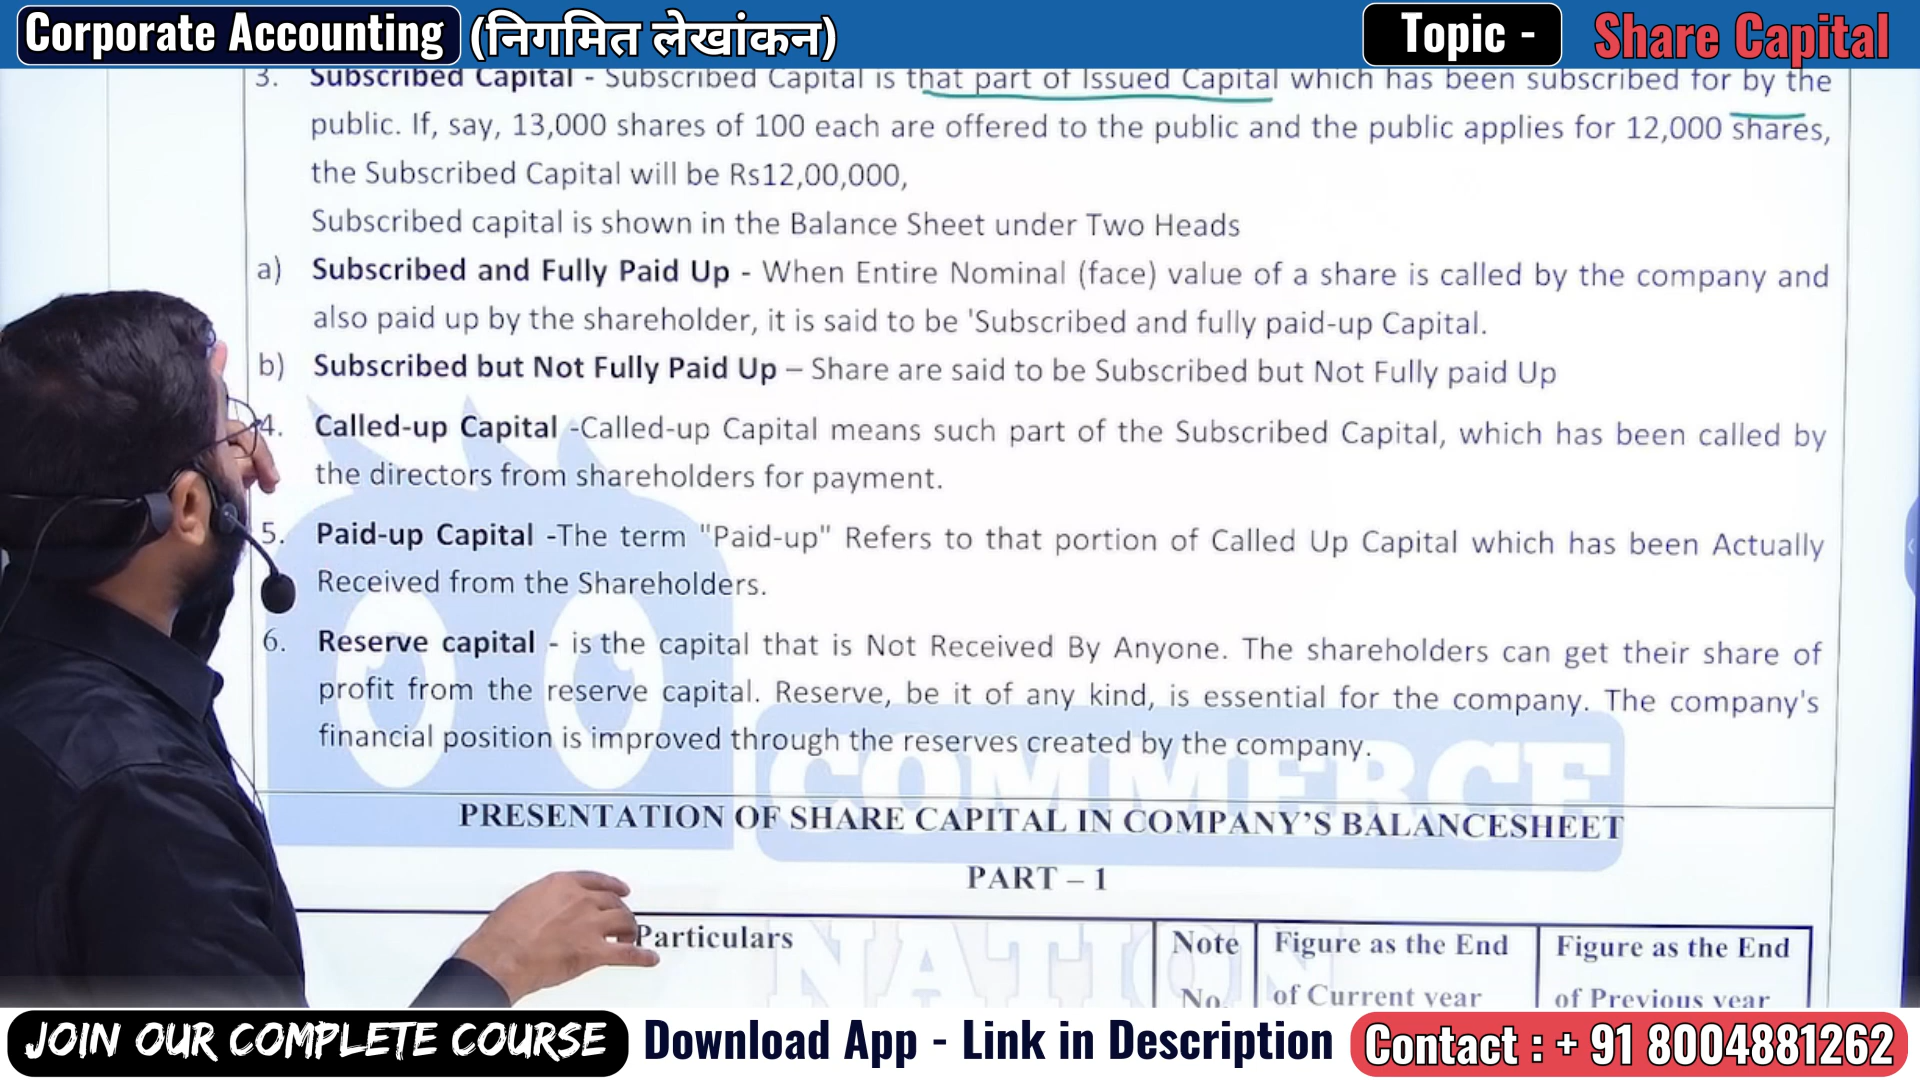 Corporate Accounting (निगमित लेखांकन)
Topic - Share Capital
3. Subscribed Capital - Subscribed Capital is that part of Issued Capital which has been subscribed for by the
public. If, say, 13,000 shares of 100 each are offered to the public and the public applies for 12,000 shares,
the Subscribed Capital will be Rs12,00,000,
Subscribed capital is shown in the Balance Sheet under Two Heads
a) Subscribed and Fully Paid Up - When Entire Nominal (face) value of a share is called by the company and
also paid up by the shareholder, it is said to be 'Subscribed and fully paid-up Capital.
b) Subscribed but Not Fully Paid Up – Share are said to be Subscribed but Not Fully paid Up
4. Called-up Capital -Called-up Capital means such part of the Subscribed Capital, which has been called by
the directors from shareholders for payment.
5. Paid-up Capital -The term "Paid-up" Refers to that portion of Called Up Capital which has been Actually
Received from the Shareholders.
6. Reserve capital - is the capital that is Not Received By Anyone. The shareholders can get their share of
profit from the reserve capital. Reserve, be it of any kind, is essential for the company. The company's
financial position is improved through the reserves created by the company.
COMMERCE
PRESENTATION OF SHARE CAPITAL IN COMPANY'S BALANCESHEET
PART – 1
NATION
Particulars
Note
No.
Figure as the End
of Current year
Figure as the End
of Previous year
JOIN OUR COMPLETE COURSE
Download App - Link in Description
Contact : + 91 8004881262